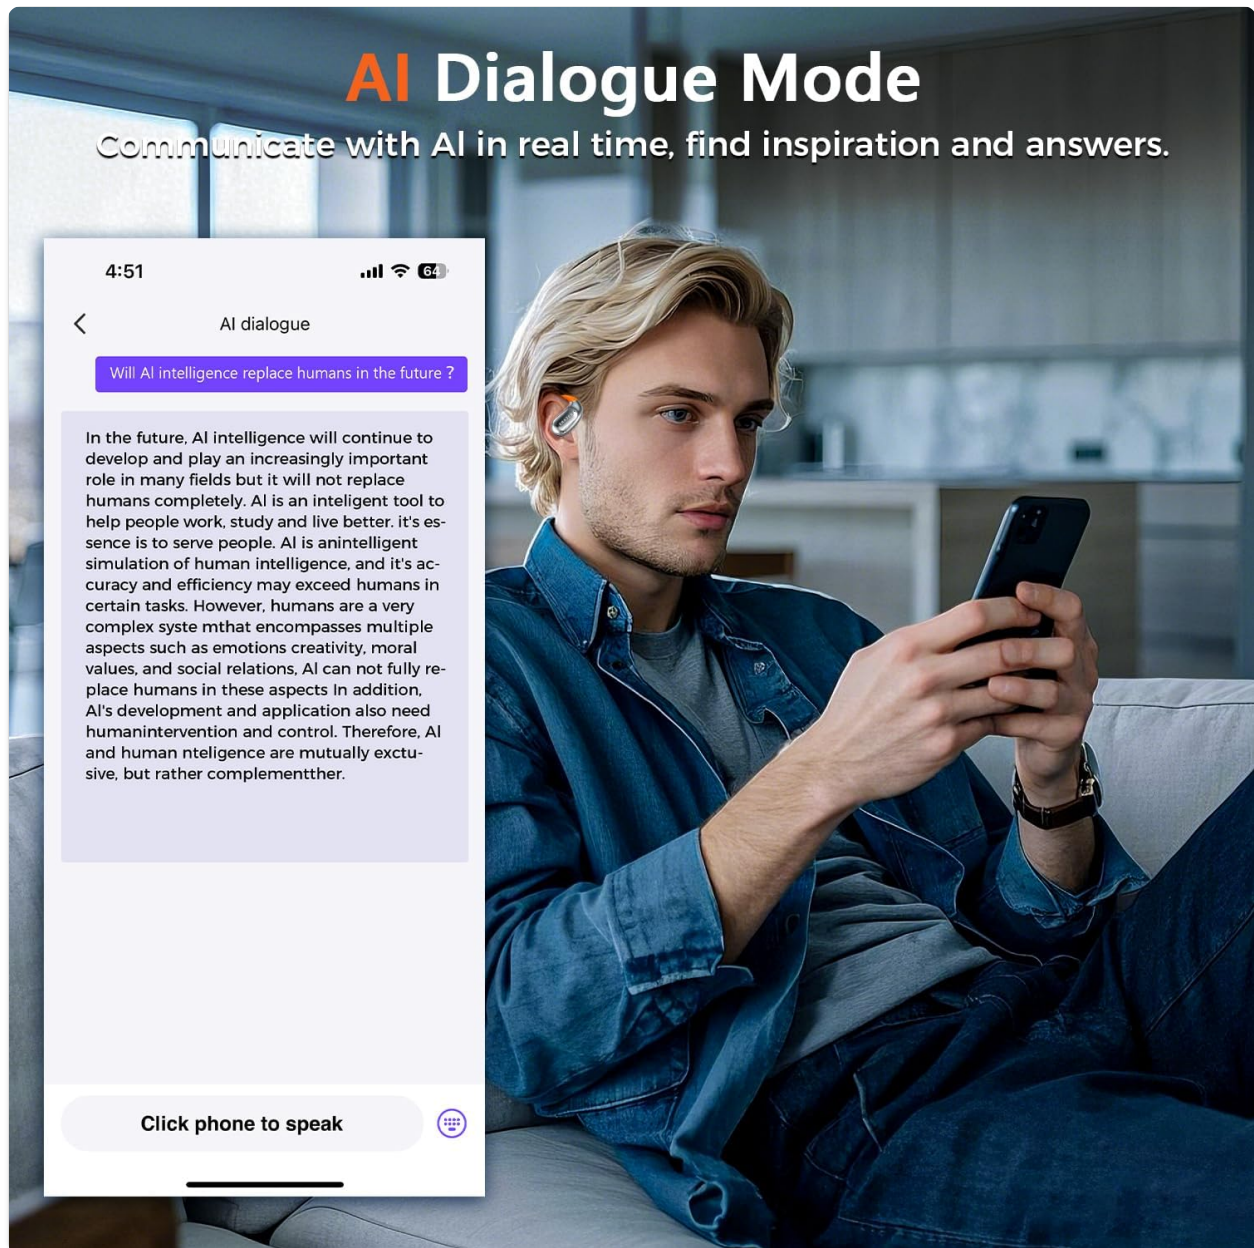 AI Dialogue Mode
Communicate with AI in real time, find inspiration and answers.
4:51
64
AI dialogue
Will AI intelligence replace humans in the future ?
In the future, AI intelligence will continue to
develop and play an increasingly important
role in many fields but it will not replace
humans completely. AI is an inteligent tool to
help people work, study and live better. it's es-
sence is to serve people. AI is anintelligent
simulation of human intelligence, and it's ac-
curacy and efficiency may exceed humans in
certain tasks. However, humans are a very
complex syste mthat encompasses multiple
aspects such as emotions creativity, moral
values, and social relations, AI can not fully re-
place humans in these aspects In addition,
AI's development and application also need
humanintervention and control. Therefore, AI
and human nteligence are mutually exctu-
sive, but rather complementther.
Click phone to speak